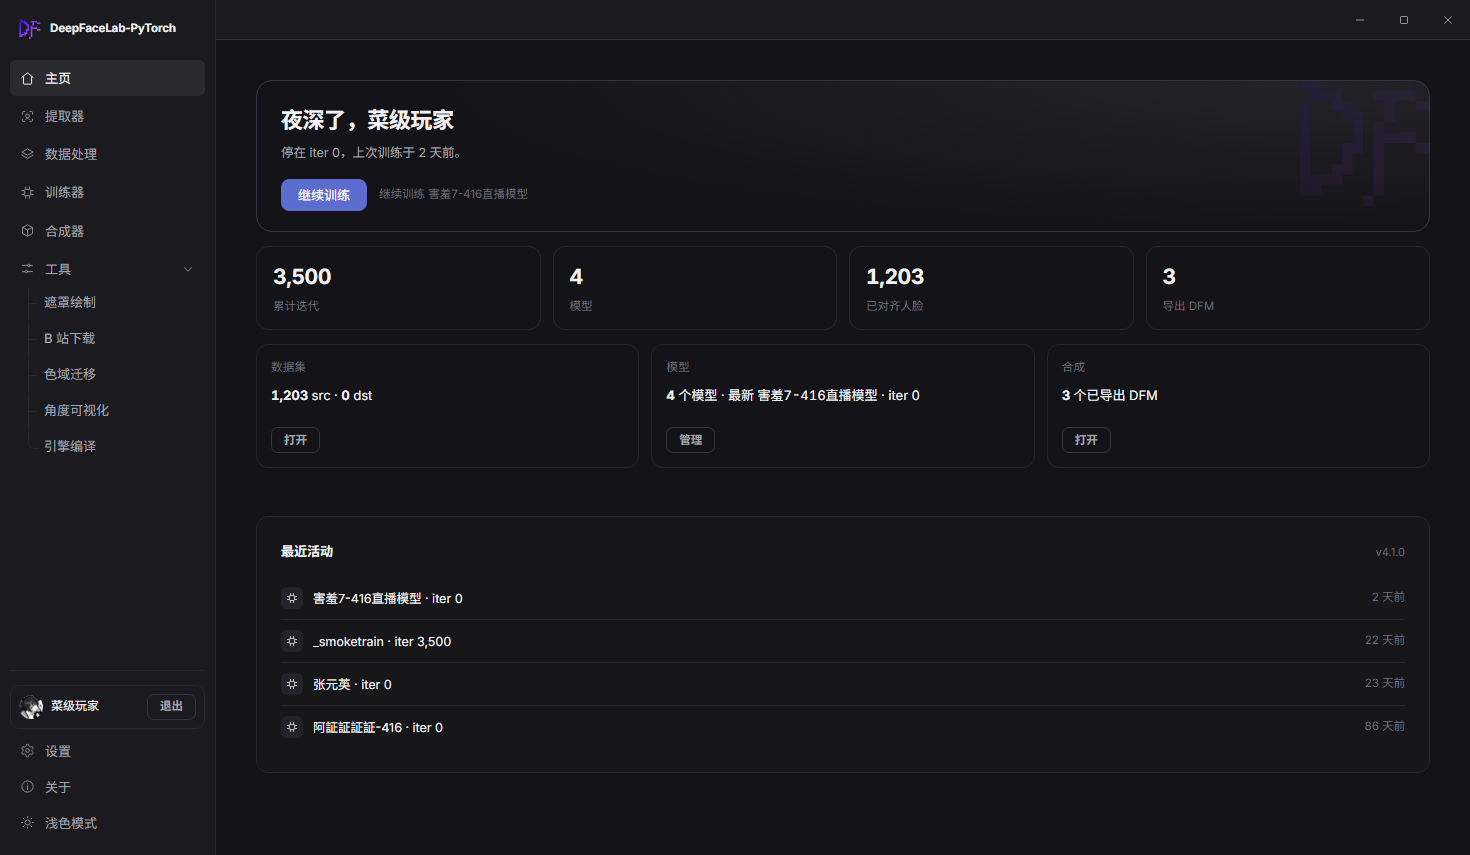 DeepFaceLab-PyTorch
主页
提取器
数据处理
训练器
合成器
工具
遮罩绘制
B 站下载
色域迁移
角度可视化
引擎编译
菜级玩家
退出
设置
关于
浅色模式
夜深了，菜级玩家
停在 iter 0，上次训练于 2 天前。
继续训练 继续训练 害羞7-416直播模型
DF
3,500
累计迭代
4
模型
1,203
已对齐人脸
3
导出 DFM
数据集
1,203 src · 0 dst
打开
模型
4 个模型 · 最新 害羞7-416直播模型 · iter 0
管理
合成
3 个已导出 DFM
打开
最近活动 v4.1.0
害羞7-416直播模型 · iter 0 2 天前
_smoketrain · iter 3,500 22 天前
张元英 · iter 0 23 天前
阿証証証証-416 · iter 0 86 天前